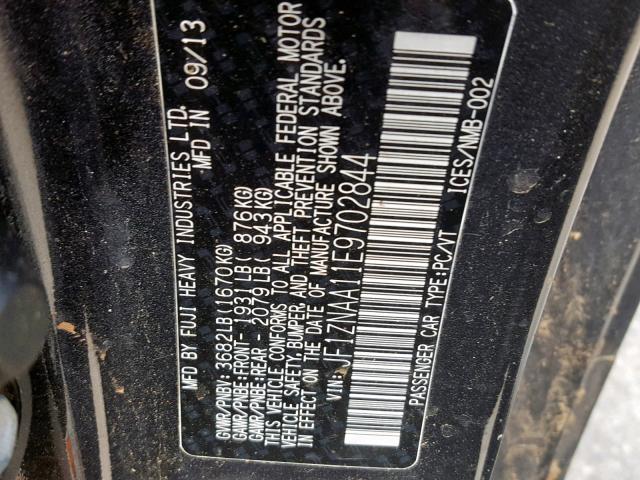 MFD BY FUJI HEAVY INDUSTRIES LTD.
MFD IN 09/13
GVWR/PNBV: 3682LB(1670KG)
GAWR/PNBE:FRONT-1931LB( 876KG)
GAWR/PNBE:REAR -2079LB( 943KG)
THIS VEHICLE CONFORMS TO ALL APPLICABLE FEDERAL MOTOR
VEHICLE SAFETY,BUMPER, AND THEFT PREVENTION STANDARDS
IN EFFECT ON THE DATE OF MANUFACTURE SHOWN ABOVE.
VIN: JF1ZNAA11E9702844
ICES/NMB-002
PASSENGER CAR TYPE:PC/VT